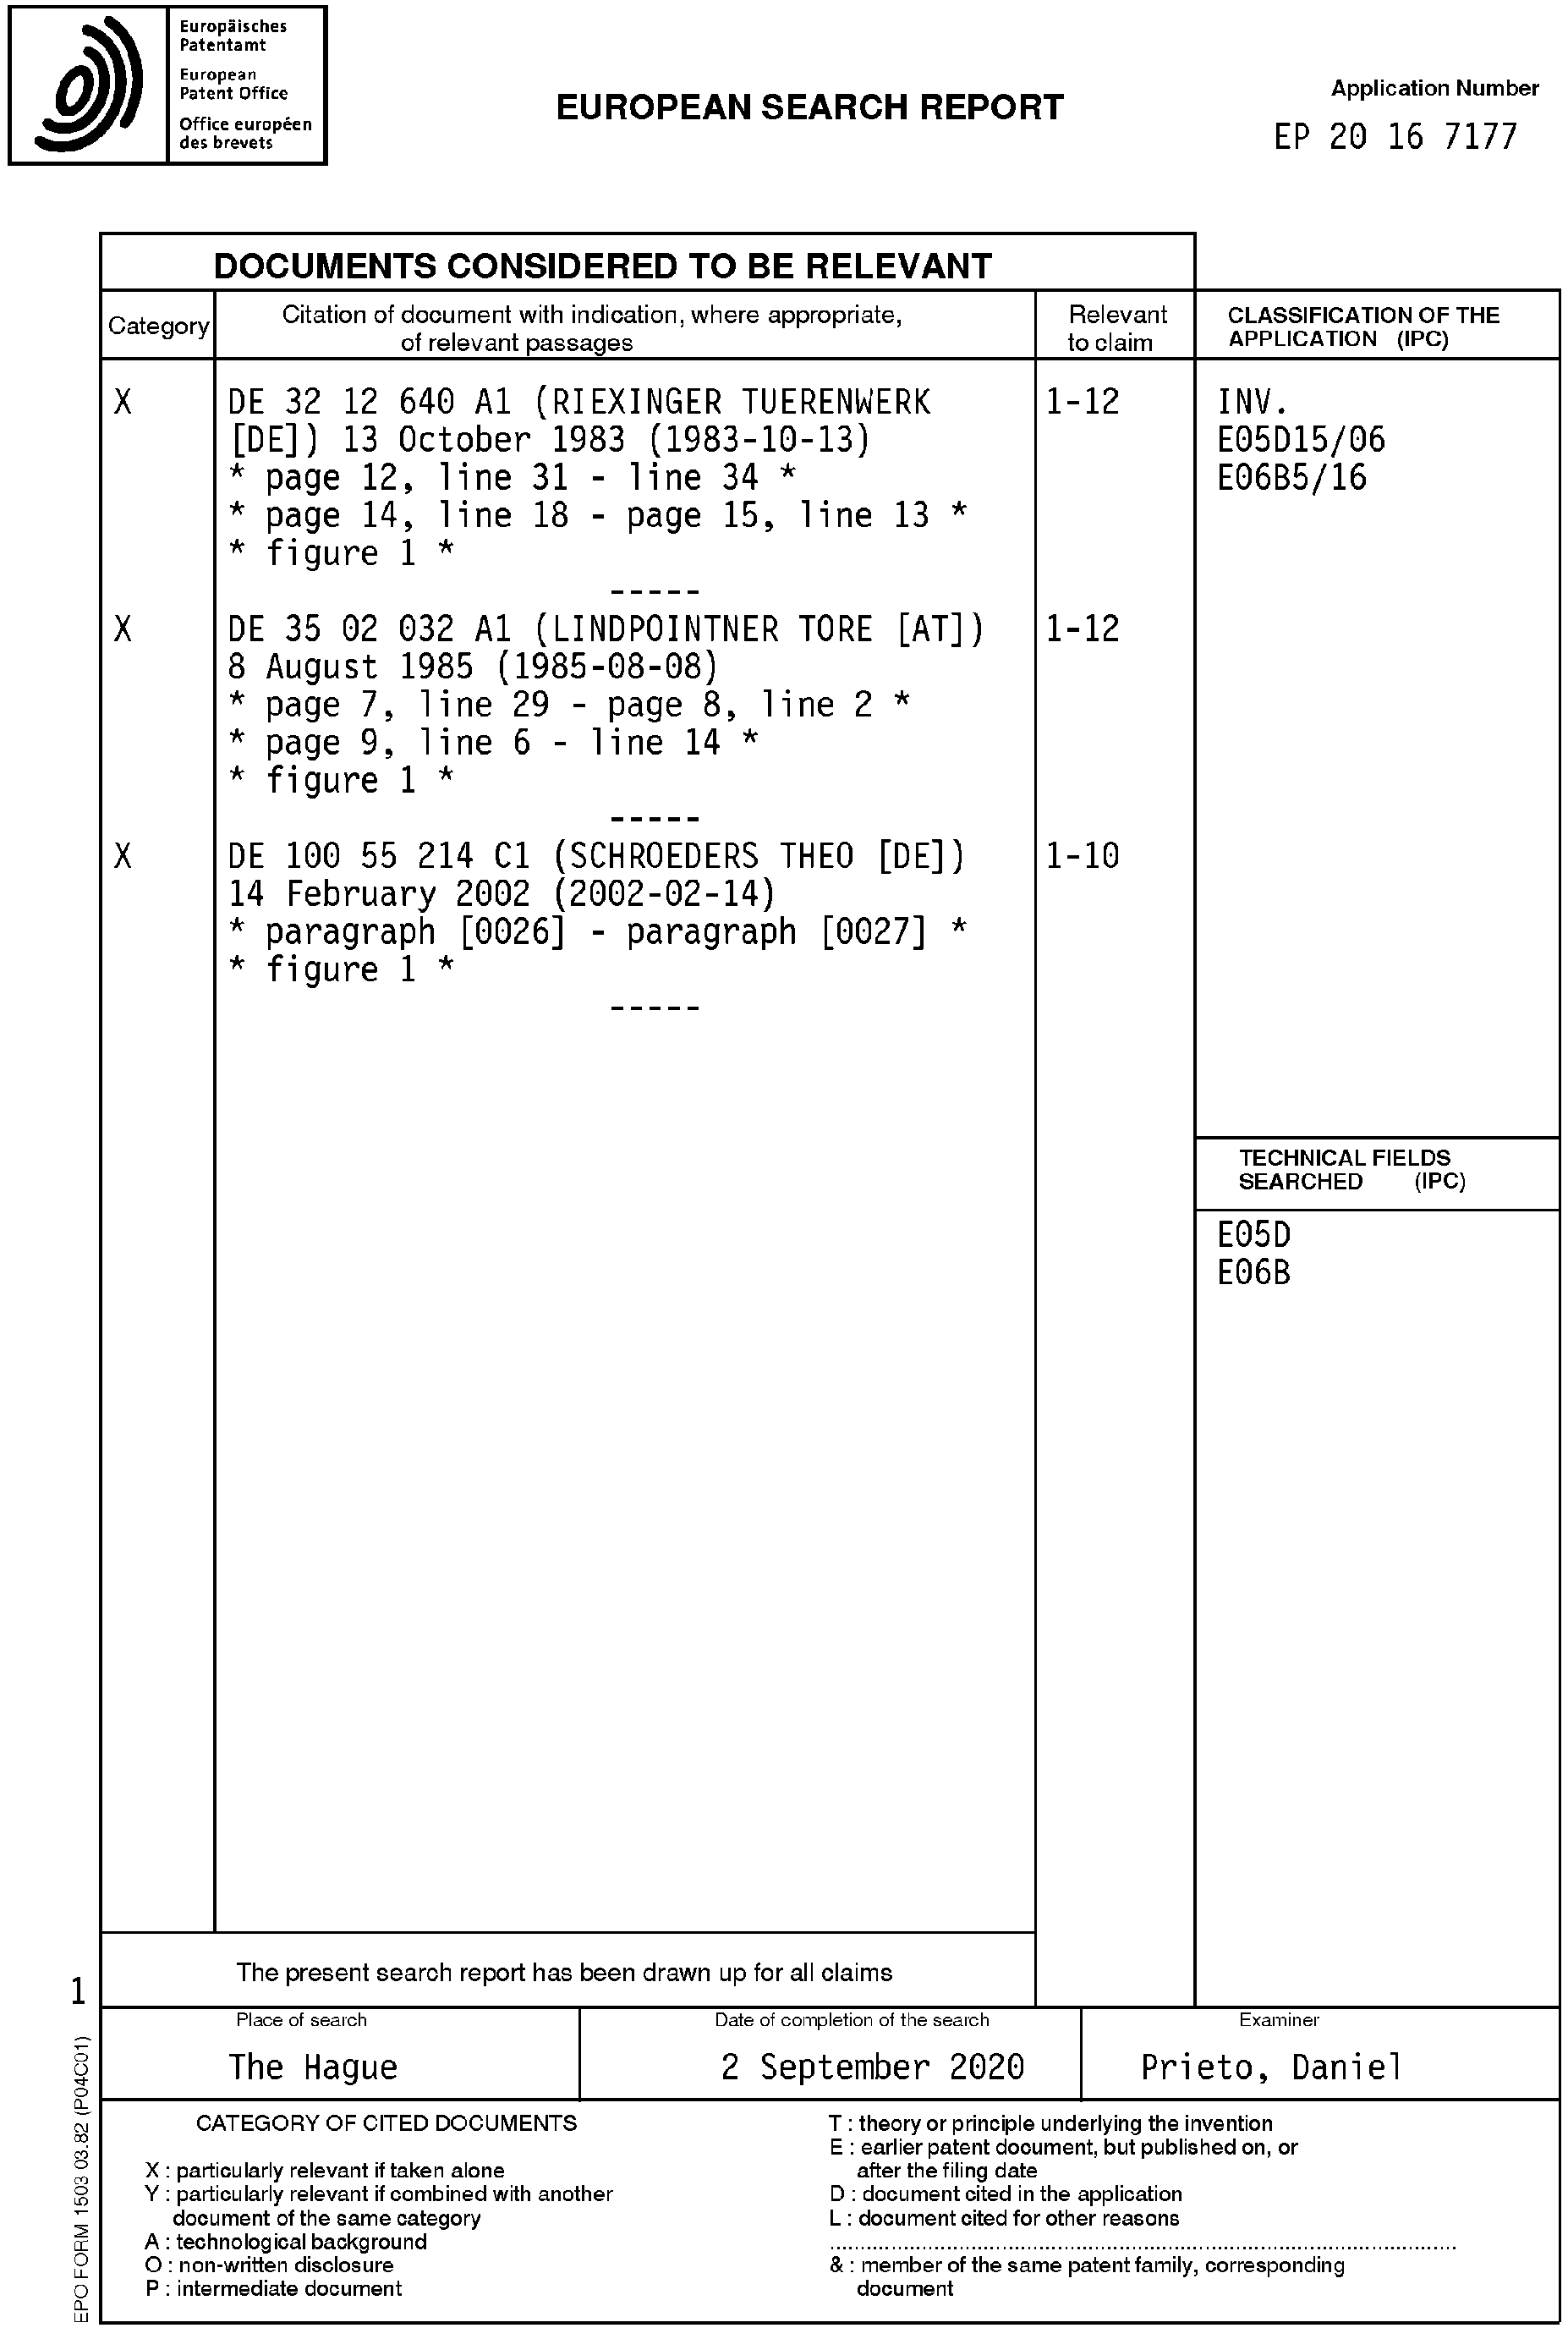 Europäisches
Patentamt
European
Patent Office
Office européen
des brevets
EUROPEAN SEARCH REPORT
Application Number
EP 20 16 7177
DOCUMENTS CONSIDERED TO BE RELEVANT
Category
Citation of document with indication, where appropriate,
of relevant passages
Relevant
to claim
CLASSIFICATION OF THE
APPLICATION (IPC)
X
DE 32 12 640 A1 (RIEXINGER TUERENWERK
[DE]) 13 October 1983 (1983-10-13)
* page 12, line 31 - line 34 *
* page 14, line 18 - page 15, line 13 *
* figure 1 *
-----
1-12
INV.
E05D15/06
E06B5/16
X
DE 35 02 032 A1 (LINDPOINTNER TORE [AT])
8 August 1985 (1985-08-08)
* page 7, line 29 - page 8, line 2 *
* page 9, line 6 - line 14 *
* figure 1 *
-----
1-12
X
DE 100 55 214 C1 (SCHROEDERS THEO [DE])
14 February 2002 (2002-02-14)
* paragraph [0026] - paragraph [0027] *
* figure 1 *
-----
1-10
TECHNICAL FIELDS
SEARCHED (IPC)
E05D
E06B
The present search report has been drawn up for all claims
1
Place of search
The Hague
Date of completion of the search
2 September 2020
Examiner
Prieto, Daniel
CATEGORY OF CITED DOCUMENTS
X : particularly relevant if taken alone
Y : particularly relevant if combined with another
document of the same category
A : technological background
O : non-written disclosure
P : intermediate document
T : theory or principle underlying the invention
E : earlier patent document, but published on, or
after the filing date
D : document cited in the application
L : document cited for other reasons
& : member of the same patent family, corresponding
document
EPO FORM 1503 03.82 (P04C01)